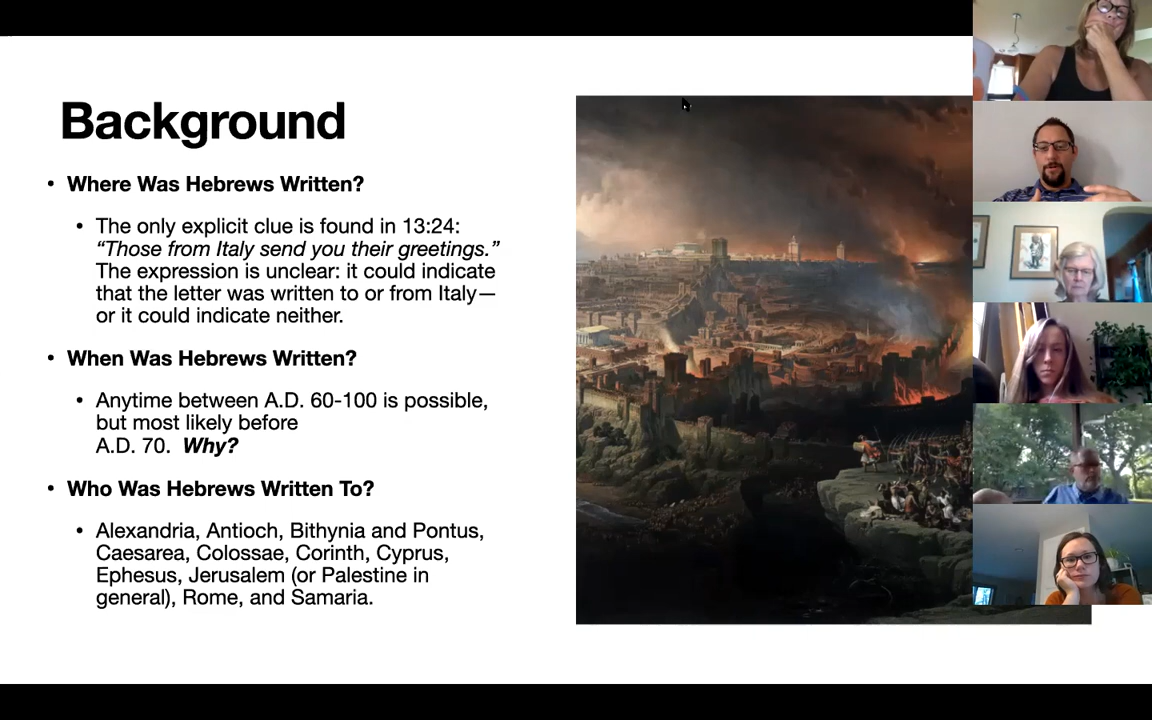 Background
• Where Was Hebrews Written?
• The only explicit clue is found in 13:24:
“Those from Italy send you their greetings.”
The expression is unclear: it could indicate
that the letter was written to or from Italy—
or it could indicate neither.
• When Was Hebrews Written?
• Anytime between A.D. 60-100 is possible,
but most likely before
A.D. 70. Why?
• Who Was Hebrews Written To?
• Alexandria, Antioch, Bithynia and Pontus,
Caesarea, Colossae, Corinth, Cyprus,
Ephesus, Jerusalem (or Palestine in
general), Rome, and Samaria.